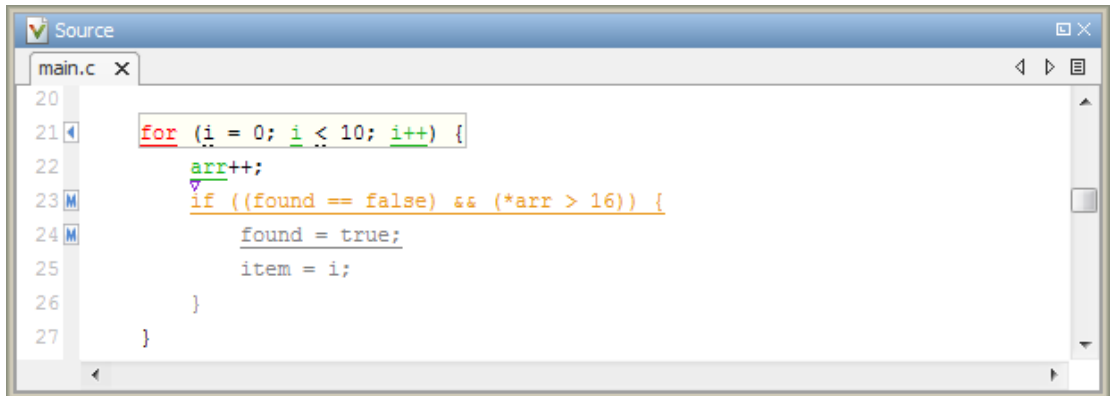 Source
main.c
20
21 for (i = 0; i < 10; i++) {
22 arr++;
23 M if ((found == false) && (*arr > 16)) {
24 M found = true;
25 item = i;
26 }
27 }